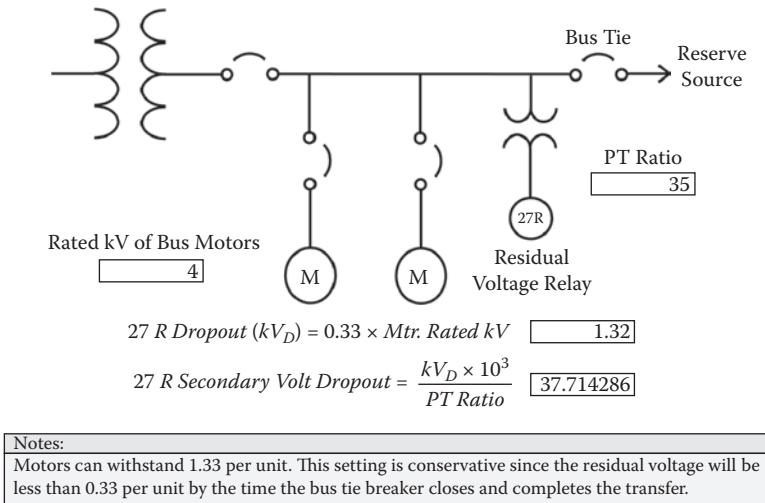 Bus Tie
Reserve
Source
PT Ratio
35
27R
Residual
Voltage Relay
Rated kV of Bus Motors
4
M
M
27 R Dropout (kV_D) = 0.33 × Mtr. Rated kV 1.32
27 R Secondary Volt Dropout = kV_D × 10³ / PT Ratio 37.714286
Notes:
Motors can withstand 1.33 per unit. This setting is conservative since the residual voltage will be
less than 0.33 per unit by the time the bus tie breaker closes and completes the transfer.